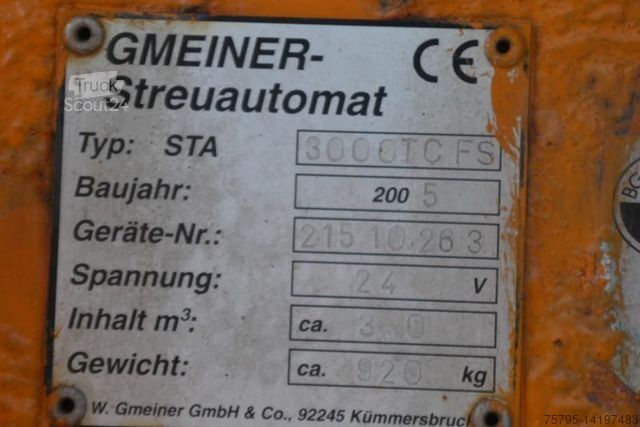 GMEINER-
Streuautomat
CE
Truck
Scout24
Typ: STA 3000TC FS
Baujahr: 2005
Geräte-Nr.: 215 10.26 3
Spannung: 24 V
Inhalt m³: ca. 3 0
Gewicht: ca. 920 kg
W. Gmeiner GmbH & Co., 92245 Kümmersbruck
75795-14197483